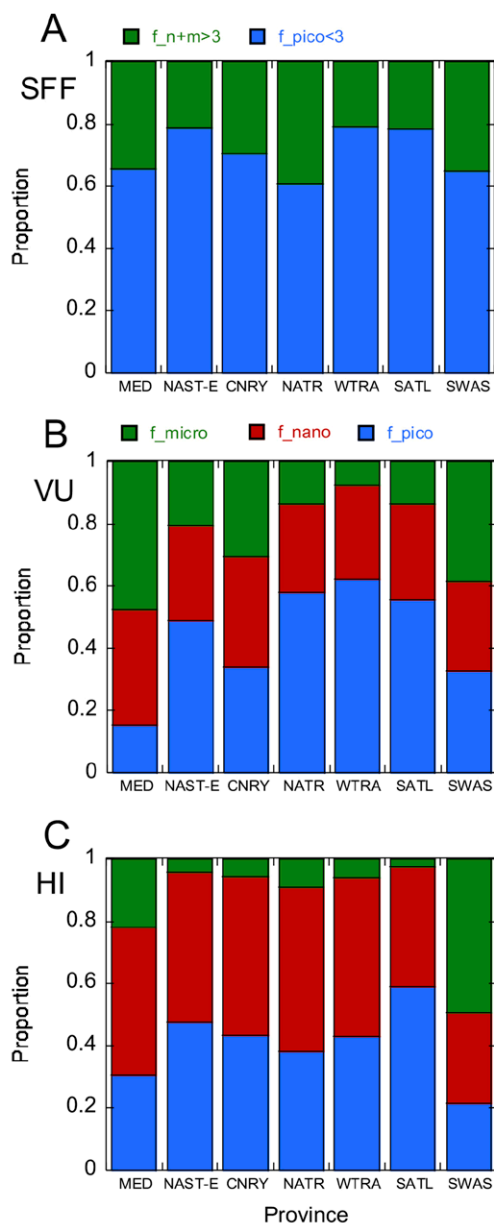 A
f_n+m>3 f_pico<3
SFF
1
0.8
0.6
0.4
0.2
0
Proportion
MED NAST-E CNRY NATR WTRA SATL SWAS
B
f_micro f_nano f_pico
VU
1
0.8
0.6
0.4
0.2
0
Proportion
MED NAST-E CNRY NATR WTRA SATL SWAS
C
HI
1
0.8
0.6
0.4
0.2
0
Proportion
MED NAST-E CNRY NATR WTRA SATL SWAS
Province